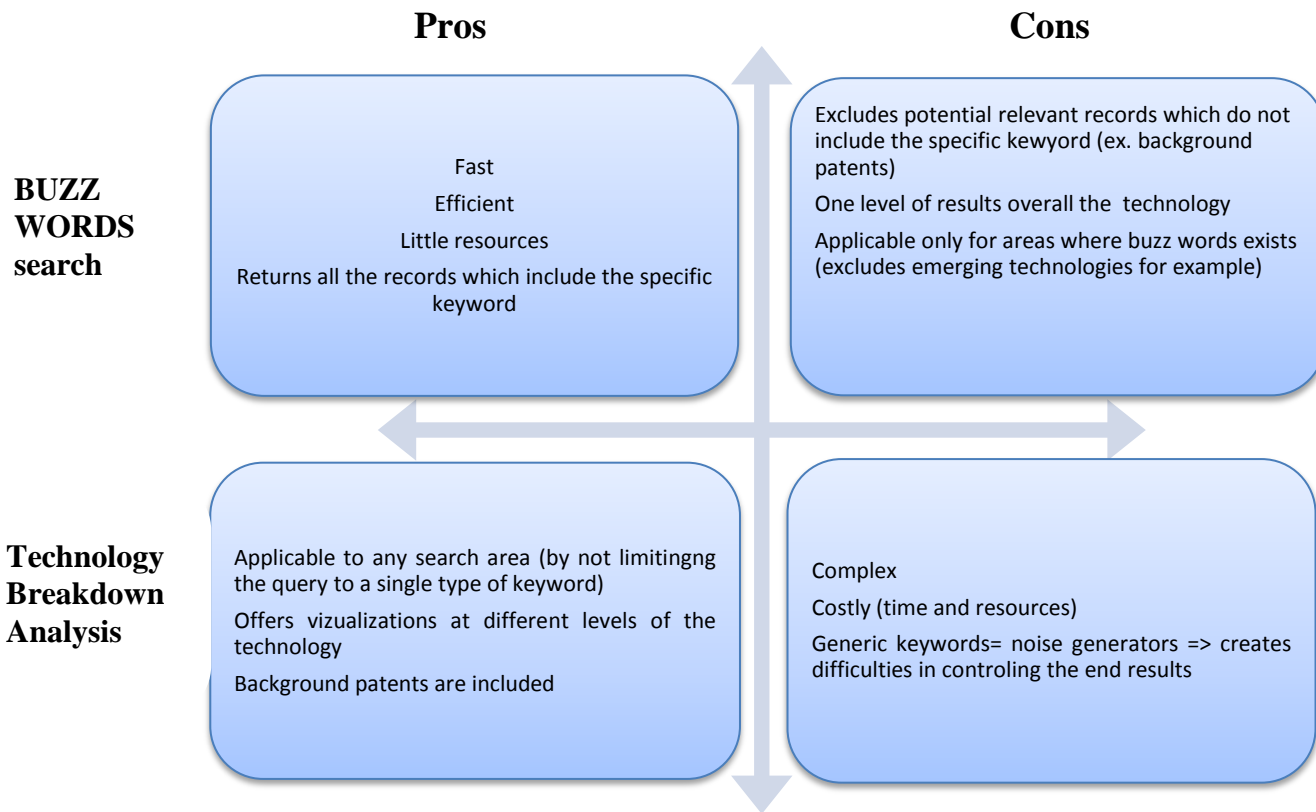 Pros
Cons
BUZZ
WORDS
search
Fast
Efficient
Little resources
Returns all the records which include the specific
keyword
Excludes potential relevant records which do not
include the specific kewyord (ex. background
patents)
One level of results overall the technology
Applicable only for areas where buzz words exists
(excludes emerging technologies for example)
Technology
Breakdown
Analysis
Applicable to any search area (by not limitingng
the query to a single type of keyword)
Offers vizualizations at different levels of the
technology
Background patents are included
Complex
Costly (time and resources)
Generic keywords= noise generators => creates
difficulties in controling the end results